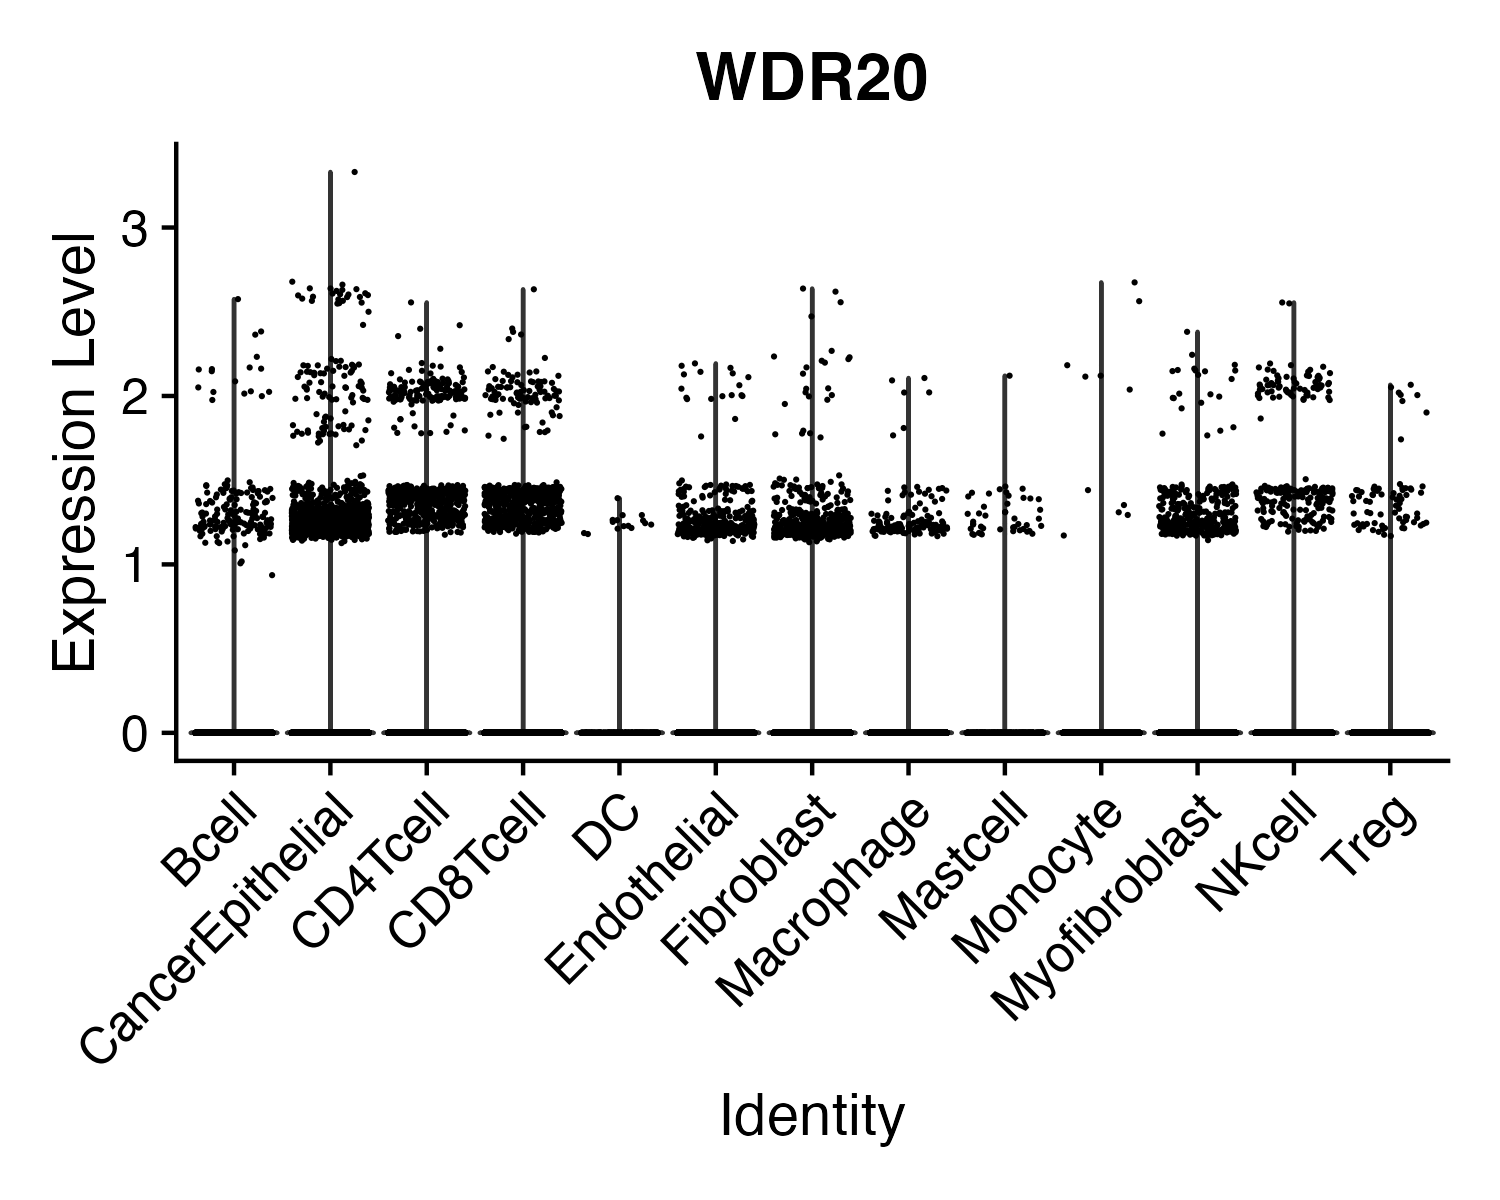 WDR20
Expression Level
3
2
1
0
Bcell
CancerEpithelial
CD4Tcell
CD8Tcell
DC
Endothelial
Fibroblast
Macrophage
Mastcell
Monocyte
Myofibroblast
NKcell
Treg
Identity